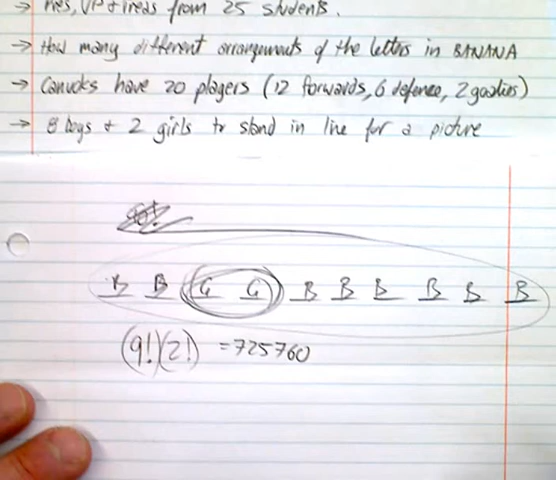 → Pres, VP + Treas from 25 students.
→ How many different arrangements of the letters in BANANA
→ Canucks have 20 players (12 forwards, 6 defence, 2 goalies)
→ 8 boys + 2 girls to stand in line for a picture
B B G G B B B B B B
(9!)(2!) = 725760